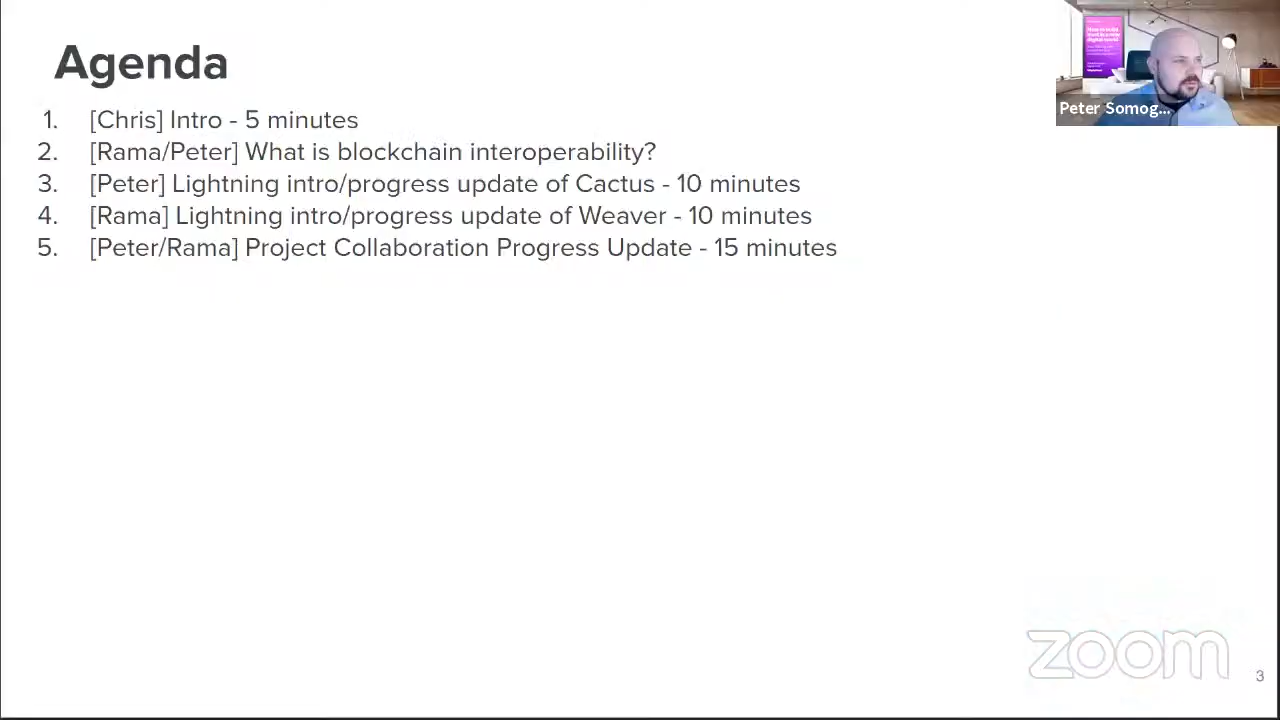 Agenda
1. [Chris] Intro - 5 minutes
2. [Rama/Peter] What is blockchain interoperability?
3. [Peter] Lightning intro/progress update of Cactus - 10 minutes
4. [Rama] Lightning intro/progress update of Weaver - 10 minutes
5. [Peter/Rama] Project Collaboration Progress Update - 15 minutes
Peter Somog...
zoom
3